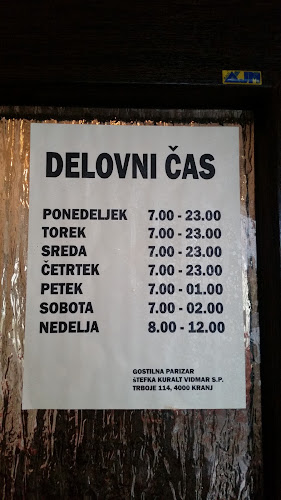 AJM
DELOVNI ČAS
PONEDELJEK 7.00 - 23.00
TOREK 7.00 - 23.00
SREDA 7.00 - 23.00
ČETRTEK 7.00 - 23.00
PETEK 7.00 - 01.00
SOBOTA 7.00 - 02.00
NEDELJA 8.00 - 12.00
GOSTILNA PARIZAR
šTEFKA KURALT VIDMAR S.P.
TRBOJE 114, 4000 KRANJ